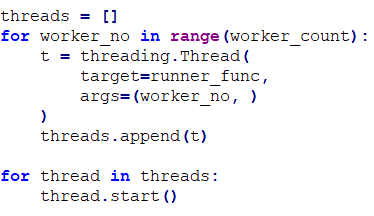 threads = []
for worker_no in range(worker_count):
    t = threading.Thread(
        target=runner_func,
        args=(worker_no, )
    )
    threads.append(t)

for thread in threads:
    thread.start()